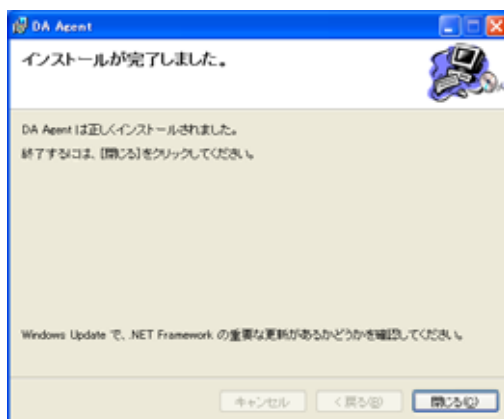 DA Agent
インストールが完了しました。
DA Agent は正しくインストールされました。
終了するには、[閉じる]をクリックしてください。
Windows Update で、.NET Framework の重要な更新があるかどうかを確認してください。
キャンセル
< 戻る(B)
閉じる(C)